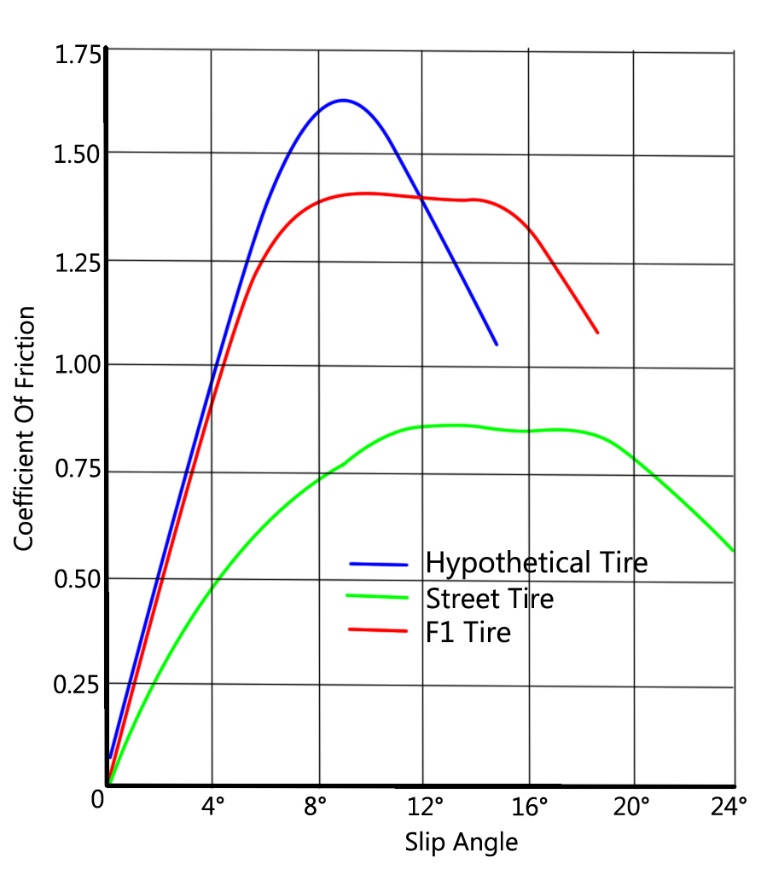 1.75
1.50
1.25
1.00
0.75
0.50
0.25
0
4°
8°
12°
16°
20°
24°
Coefficient Of Friction
Slip Angle
Hypothetical Tire
Street Tire
F1 Tire